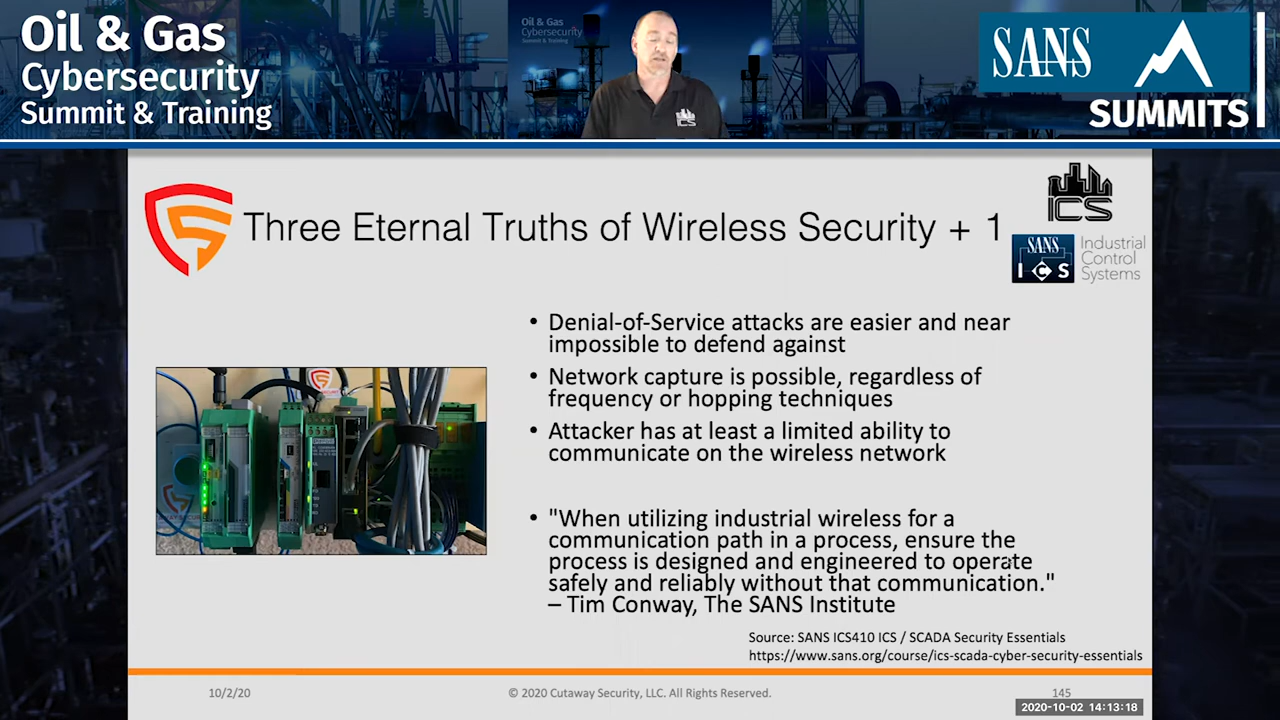 Oil & Gas
Cybersecurity
Summit & Training
Oil & Gas
Cybersecurity
Summit & Training
ICS
SANS
SUMMITS
Three Eternal Truths of Wireless Security + 1
ICS
SANS
ICS
Industrial
Control
Systems
• Denial-of-Service attacks are easier and near
impossible to defend against
• Network capture is possible, regardless of
frequency or hopping techniques
• Attacker has at least a limited ability to
communicate on the wireless network
• "When utilizing industrial wireless for a
communication path in a process, ensure the
process is designed and engineered to operate
safely and reliably without that communication."
– Tim Conway, The SANS Institute
Source: SANS ICS410 ICS / SCADA Security Essentials
https://www.sans.org/course/ics-scada-cyber-security-essentials
10/2/20
© 2020 Cutaway Security, LLC. All Rights Reserved.
145
2020-10-02 14:13:18